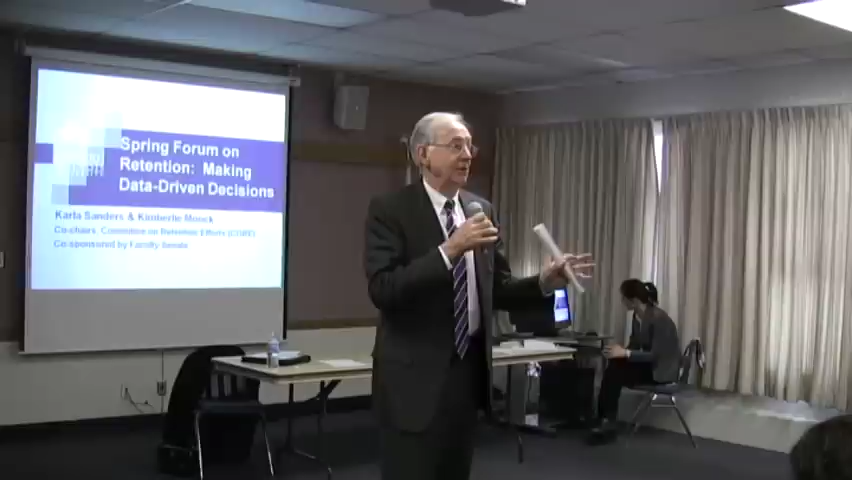 Spring Forum on
Retention: Making
Data-Driven Decisions
Karla Sanders & Kimberlie Moock
Co-chairs, Committee on Retention Efforts (CORE)
Co-sponsored by Faculty Senate